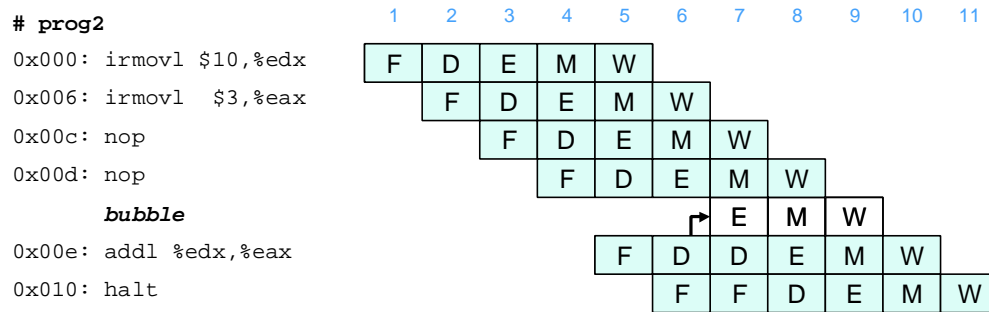 # prog2 1 2 3 4 5 6 7 8 9 10 11
0x000: irmovl $10,%edx F D E M W
0x006: irmovl $3,%eax F D E M W
0x00c: nop F D E M W
0x00d: nop F D E M W
bubble E M W
0x00e: addl %edx,%eax F D D E M W
0x010: halt F F D E M W